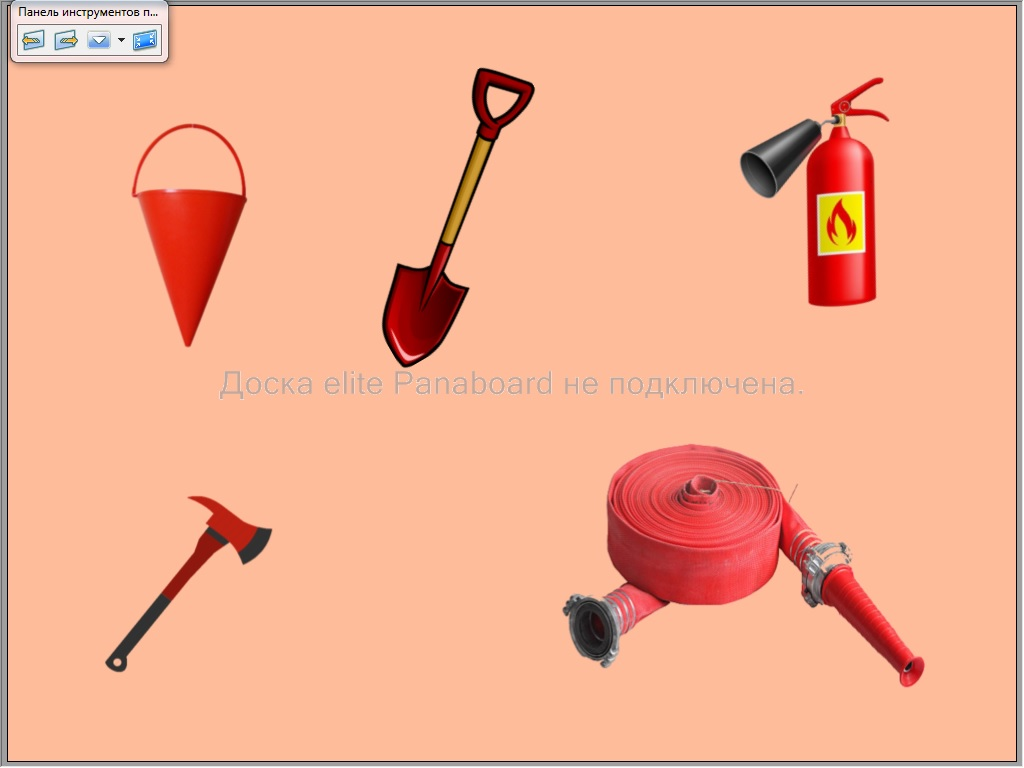 Панель инструментов п...
Доска elite Panaboard не подключена.